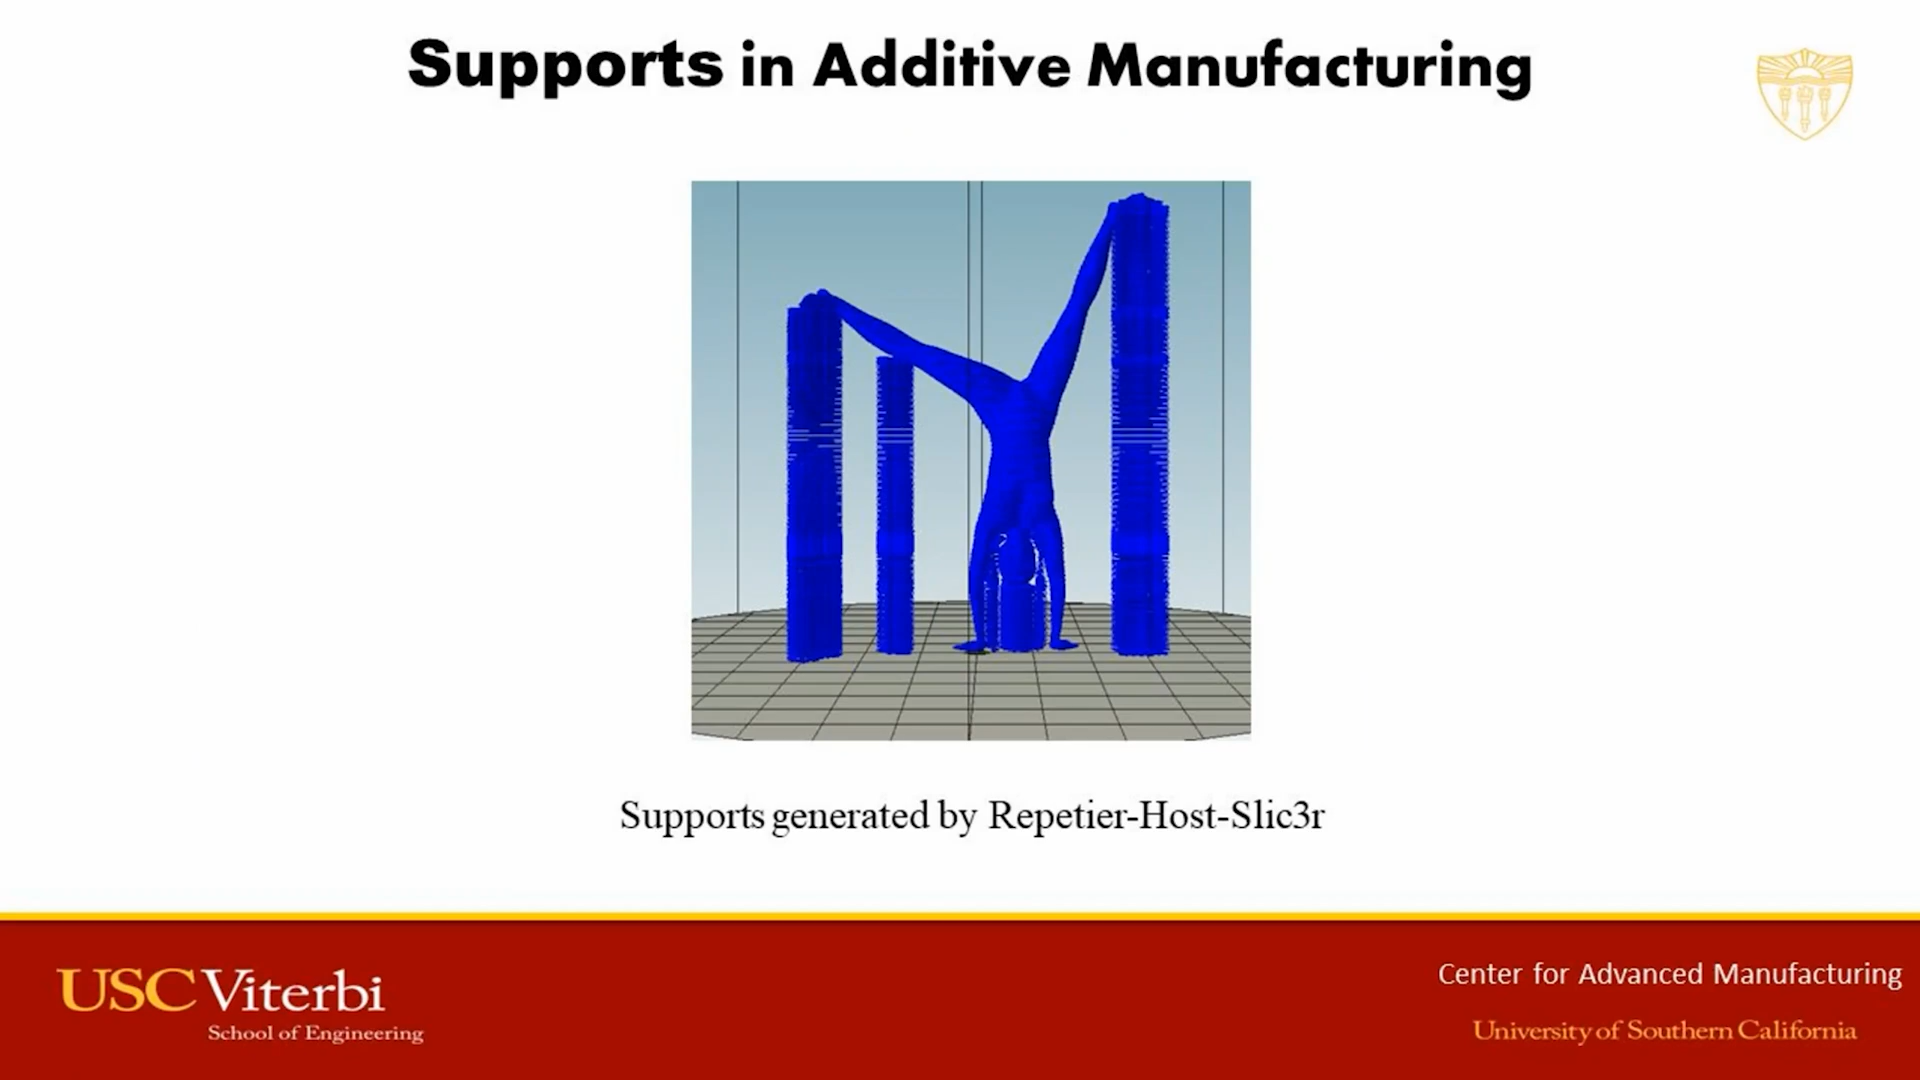 Supports in Additive Manufacturing
Supports generated by Repetier-Host-Slic3r
USC Viterbi
School of Engineering
Center for Advanced Manufacturing
University of Southern California